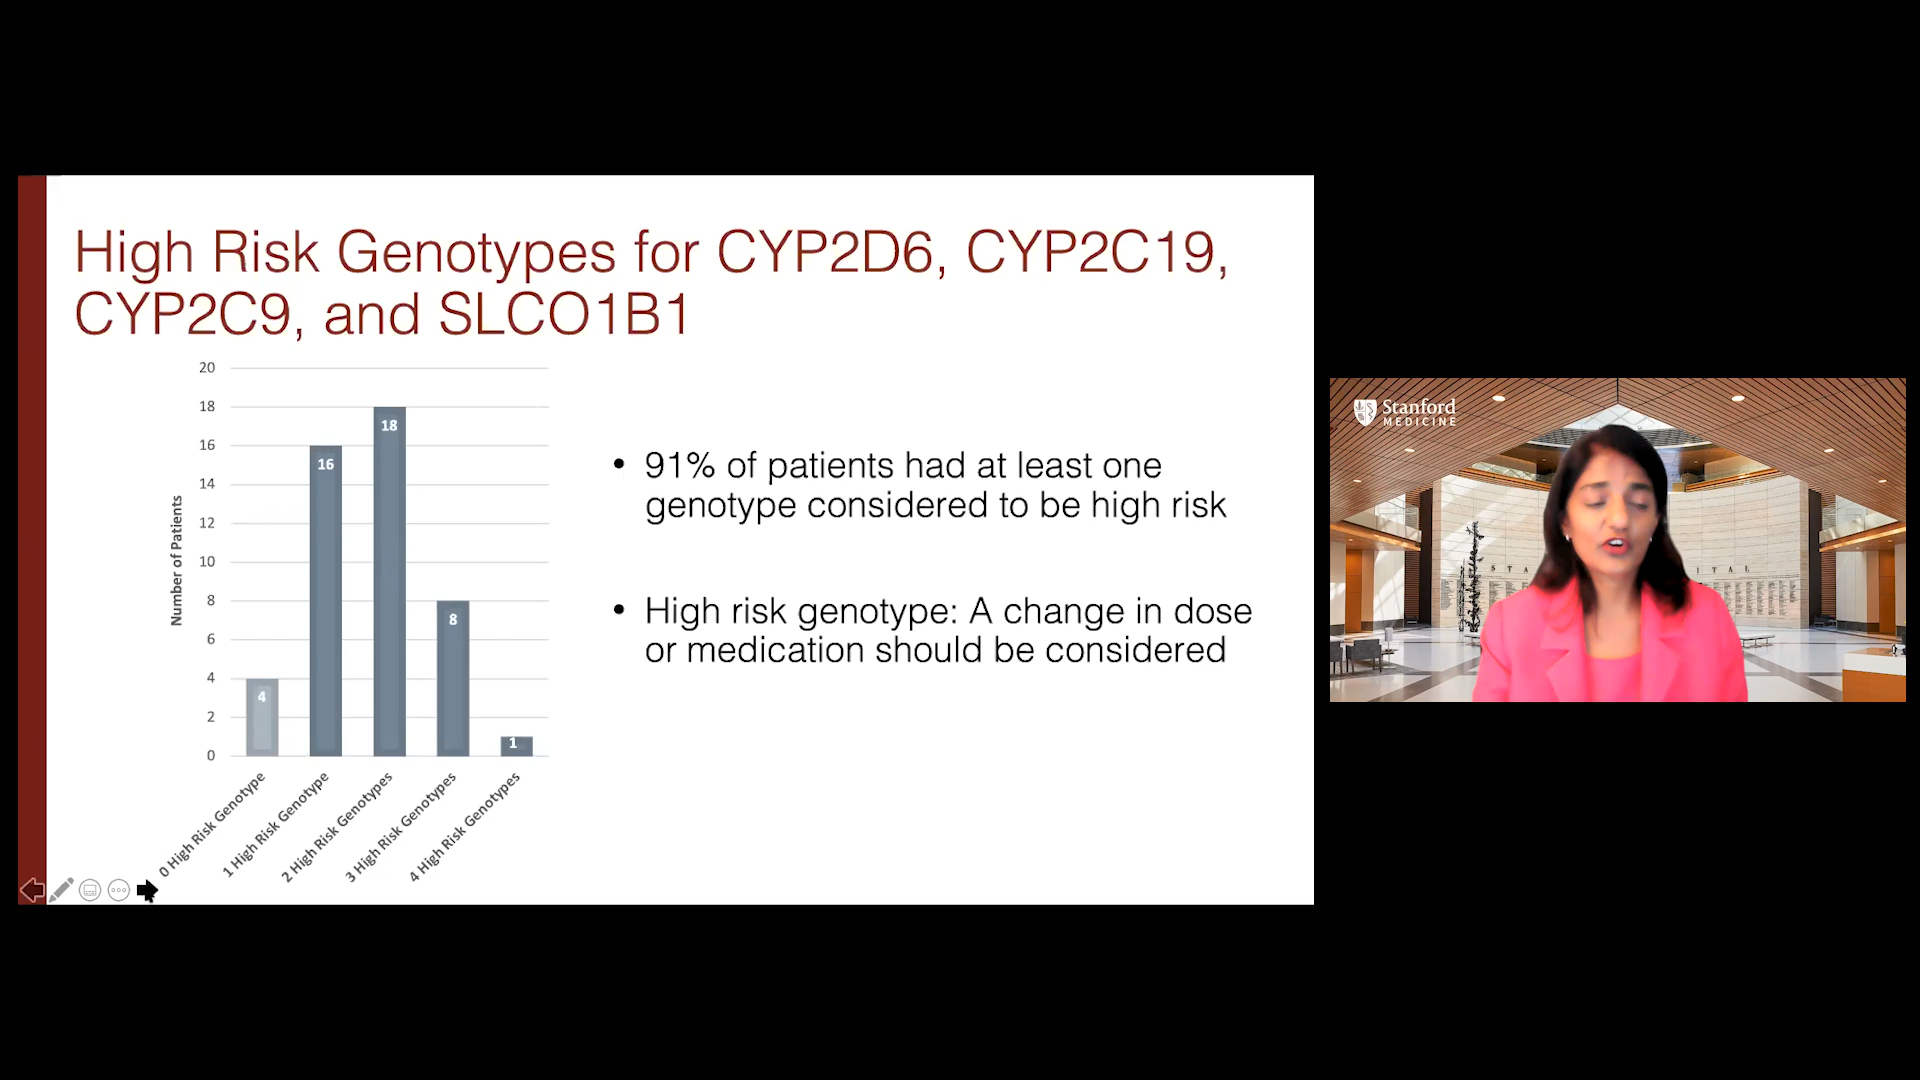 High Risk Genotypes for CYP2D6, CYP2C19,
CYP2C9, and SLCO1B1
20
18
16
14
12
10
8
6
4
2
0
Number of Patients
4
16
18
8
1
0 High Risk Genotype
1 High Risk Genotype
2 High Risk Genotypes
3 High Risk Genotypes
4 High Risk Genotypes
• 91% of patients had at least one
genotype considered to be high risk
• High risk genotype: A change in dose
or medication should be considered
Stanford
MEDICINE